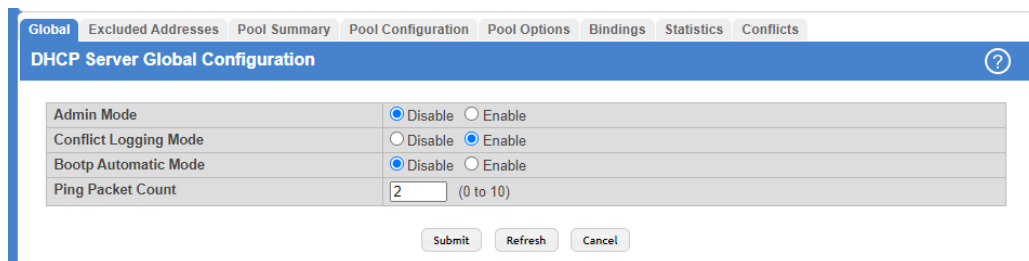 Global Excluded Addresses Pool Summary Pool Configuration Pool Options Bindings Statistics Conflicts
DHCP Server Global Configuration ?
Admin Mode Disable Enable
Conflict Logging Mode Disable Enable
Bootp Automatic Mode Disable Enable
Ping Packet Count 2 (0 to 10)
Submit Refresh Cancel